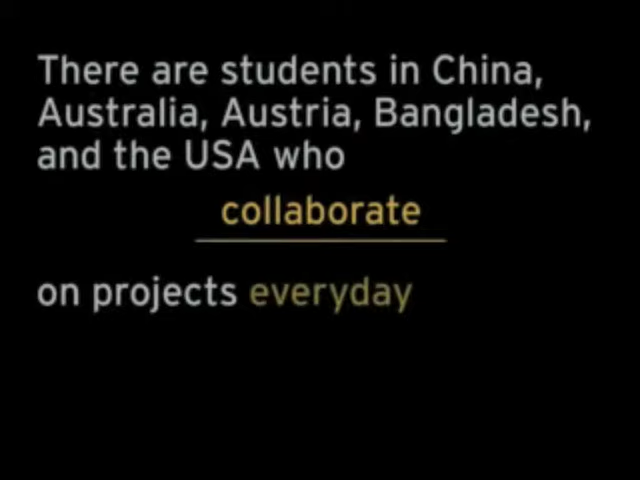 There are students in China,
Australia, Austria, Bangladesh,
and the USA who
collaborate
on projects everyday